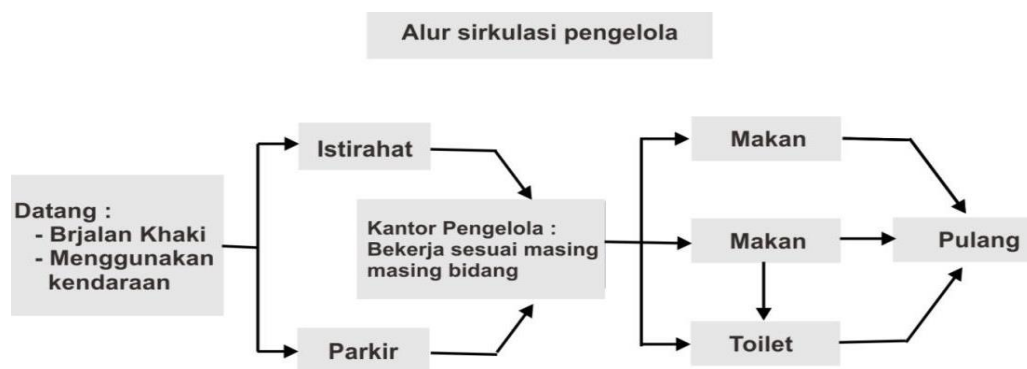 Alur sirkulasi pengelola
Datang :
- Brjalan Khaki
- Menggunakan
kendaraan
Istirahat
Parkir
Kantor Pengelola :
Bekerja sesuai masing
masing bidang
Makan
Makan
Toilet
Pulang